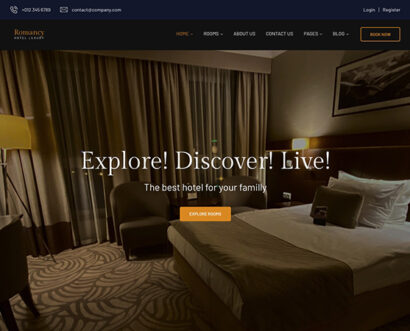 +012 345 6789 contact@company.com Login | Register
Romancy
HOTEL LUXURY
HOME ROOMS ABOUT US CONTACT US PAGES BLOG BOOK NOW
Explore! Discover! Live!
The best hotel for your familly
EXPLORE ROOMS